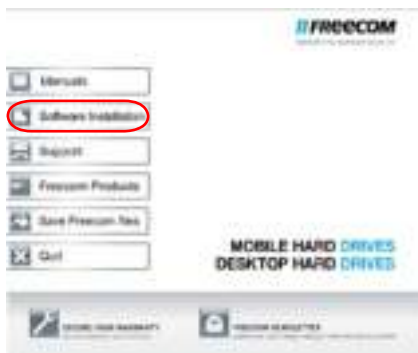 FREECOM
Manuals
Software Installation
Support
Freecom Products
Save Freecom Files
Quit
MOBILE HARD DRIVES
DESKTOP HARD DRIVES